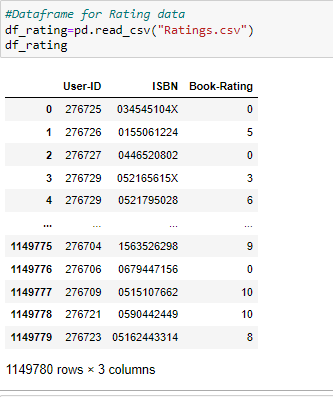 #Dataframe for Rating data
df_rating=pd.read_csv("Ratings.csv")
df_rating
User-ID ISBN Book-Rating
0 276725 034545104X 0
1 276726 0155061224 5
2 276727 0446520802 0
3 276729 052165615X 3
4 276729 0521795028 6
... ... ... ...
1149775 276704 1563526298 9
1149776 276706 0679447156 0
1149777 276709 0515107662 10
1149778 276721 0590442449 10
1149779 276723 05162443314 8
1149780 rows × 3 columns